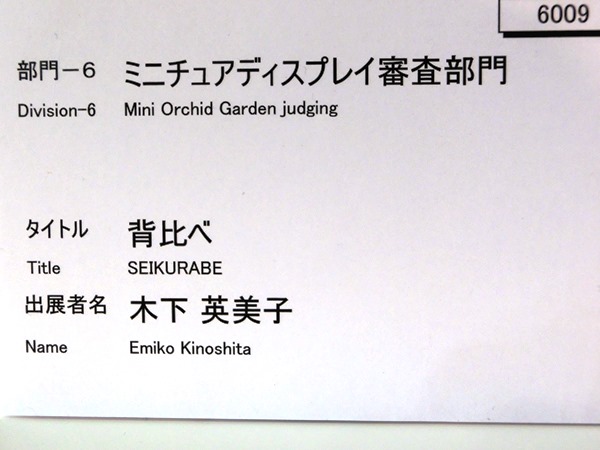 6009
部門－6 ミニチュアディスプレイ審査部門
Division-6 Mini Orchid Garden judging
タイトル 背比べ
Title SEIKURABE
出展者名 木下 英美子
Name Emiko Kinoshita